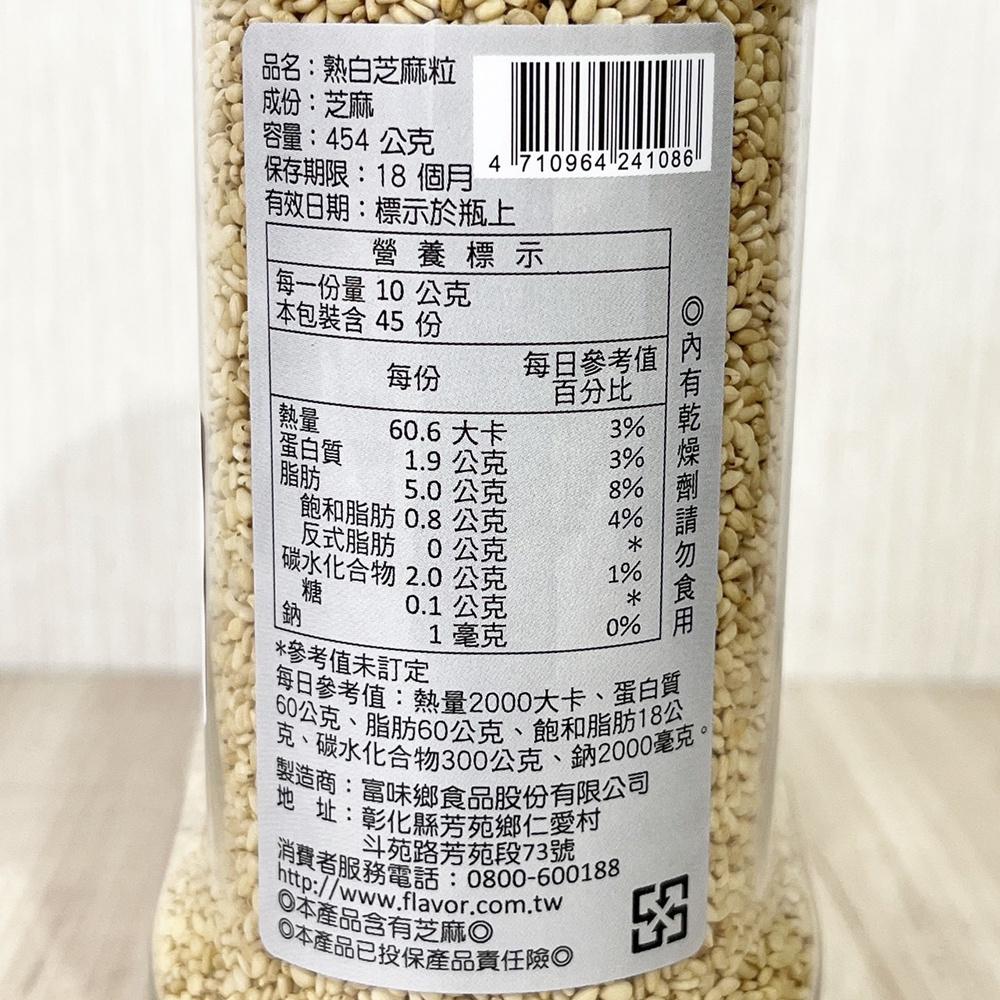 品名：熟白芝麻粒
成份：芝麻
容量：454 公克
保存期限：18 個月
有效日期：標示於瓶上
4 710964 241086
營養標示
每一份量 10 公克
本包裝含 45 份
每份 每日參考值百分比
熱量 60.6 大卡 3%
蛋白質 1.9 公克 3%
脂肪 5.0 公克 8%
飽和脂肪 0.8 公克 4%
反式脂肪 0 公克 *
碳水化合物 2.0 公克 1%
糖 0.1 公克 *
鈉 1 毫克 0%
◎內有乾燥劑請勿食用
*參考值未訂定
每日參考值：熱量2000大卡、蛋白質
60公克、脂肪60公克、飽和脂肪18公
克、碳水化合物300公克、鈉2000毫克。
製造商：富味鄉食品股份有限公司
地 址：彰化縣芳苑鄉仁愛村
斗苑路芳苑段73號
消費者服務電話：0800-600188
http://www.flavor.com.tw
◎本產品含有芝麻◎
◎本產品已投保產品責任險◎